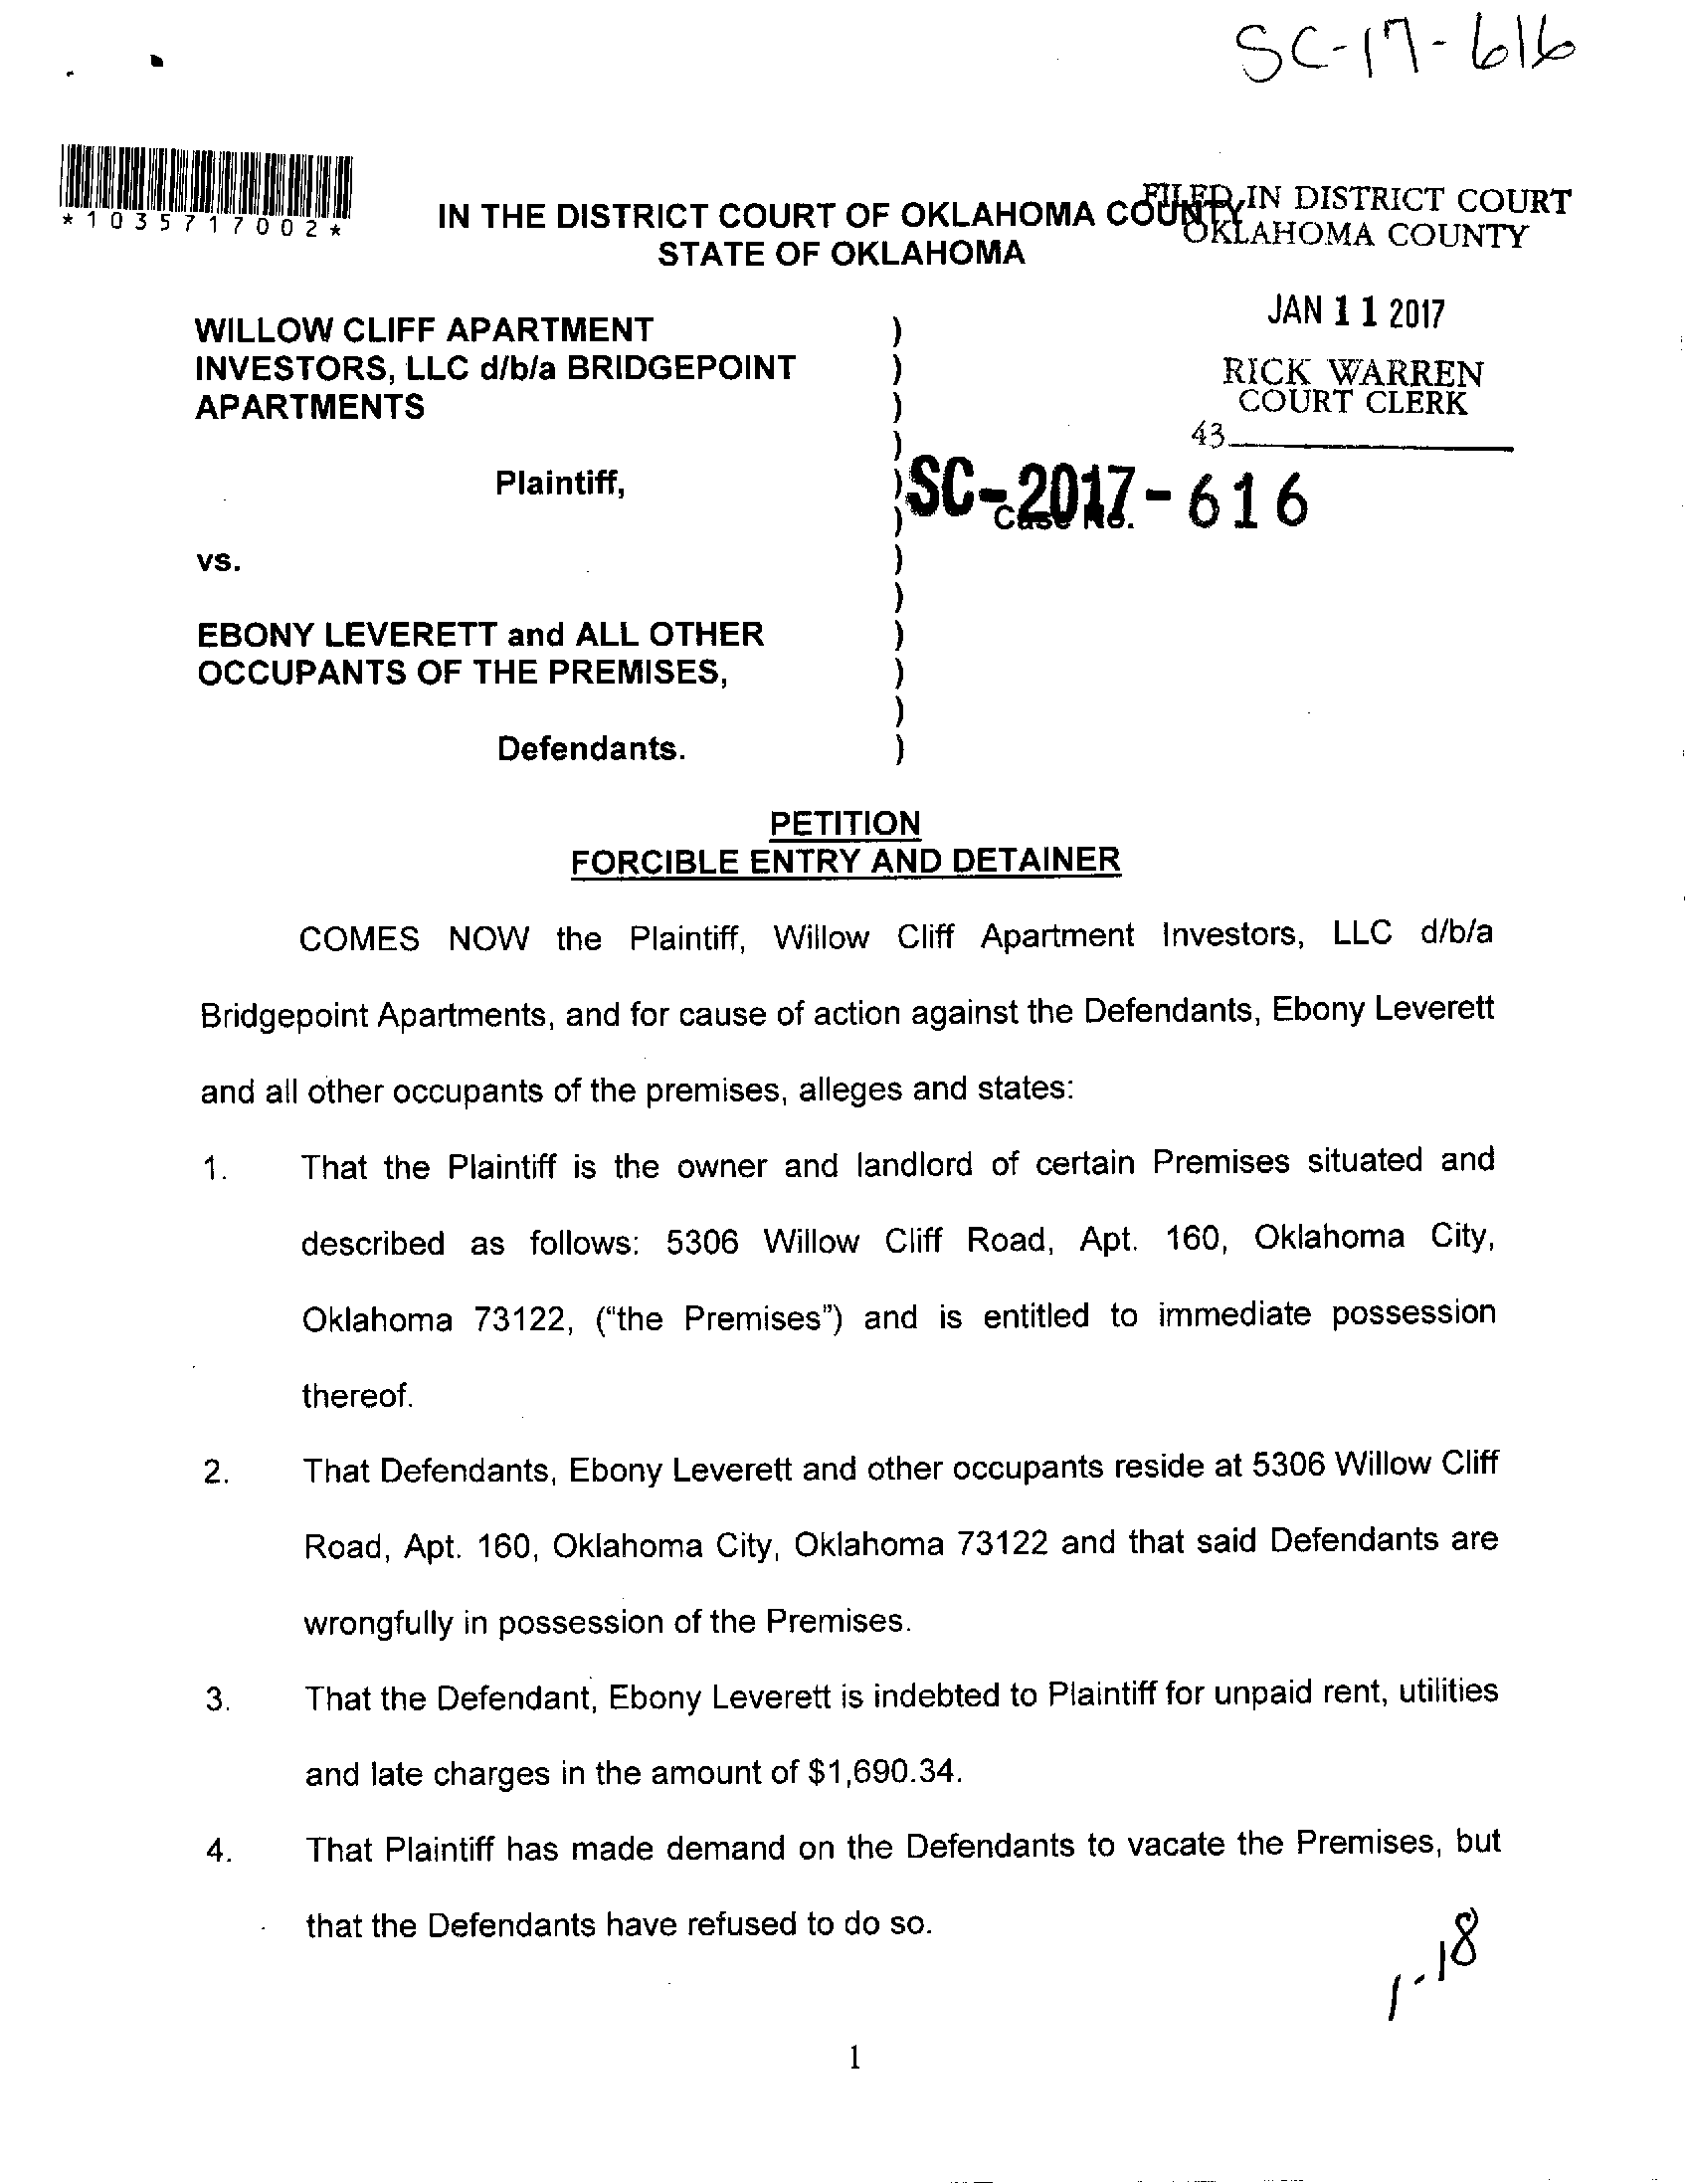 SC-17-616
*1035717002*
IN THE DISTRICT COURT OF OKLAHOMA COUNTY
STATE OF OKLAHOMA
FILED IN DISTRICT COURT
OKLAHOMA COUNTY
JAN 11 2017
RICK WARREN
COURT CLERK
43
WILLOW CLIFF APARTMENT )
INVESTORS, LLC d/b/a BRIDGEPOINT )
APARTMENTS )
)
Plaintiff, )
) Case No.
SC-2017-616
vs. )
)
EBONY LEVERETT and ALL OTHER )
OCCUPANTS OF THE PREMISES, )
)
Defendants. )
PETITION
FORCIBLE ENTRY AND DETAINER
COMES NOW the Plaintiff, Willow Cliff Apartment Investors, LLC d/b/a
Bridgepoint Apartments, and for cause of action against the Defendants, Ebony Leverett
and all other occupants of the premises, alleges and states:
1. That the Plaintiff is the owner and landlord of certain Premises situated and
described as follows: 5306 Willow Cliff Road, Apt. 160, Oklahoma City,
Oklahoma 73122, ("the Premises") and is entitled to immediate possession
thereof.
2. That Defendants, Ebony Leverett and other occupants reside at 5306 Willow Cliff
Road, Apt. 160, Oklahoma City, Oklahoma 73122 and that said Defendants are
wrongfully in possession of the Premises.
3. That the Defendant, Ebony Leverett is indebted to Plaintiff for unpaid rent, utilities
and late charges in the amount of $1,690.34.
4. That Plaintiff has made demand on the Defendants to vacate the Premises, but
that the Defendants have refused to do so.
1-18
1